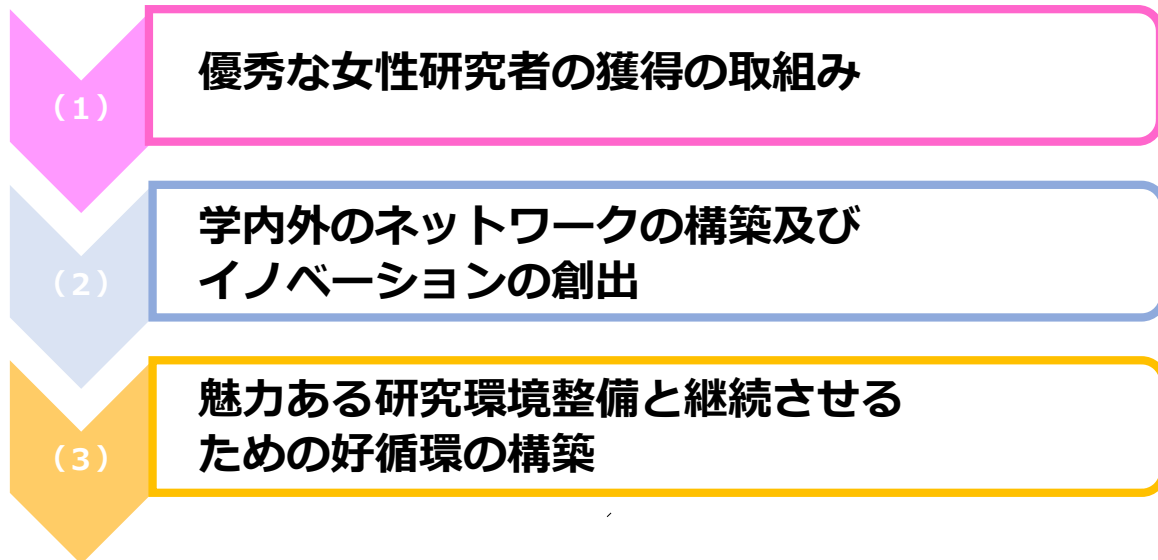 （1）
優秀な女性研究者の獲得の取組み
（2）
学内外のネットワークの構築及び
イノベーションの創出
（3）
魅力ある研究環境整備と継続させる
ための好循環の構築